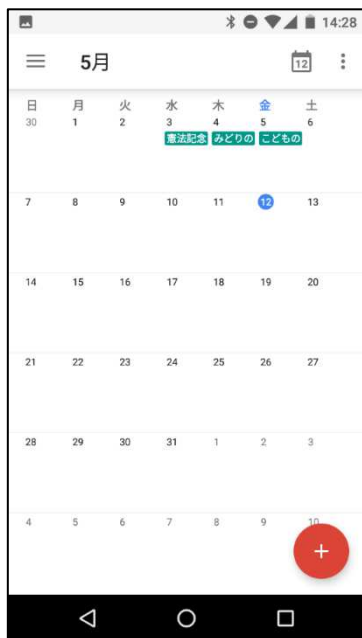 14:28
5月
12
日 月 火 水 木 金 土
30 1 2 3 4 5 6
憲法記念 みどりの こどもの
7 8 9 10 11 12 13
14 15 16 17 18 19 20
21 22 23 24 25 26 27
28 29 30 31 1 2 3
4 5 6 7 8 9 10